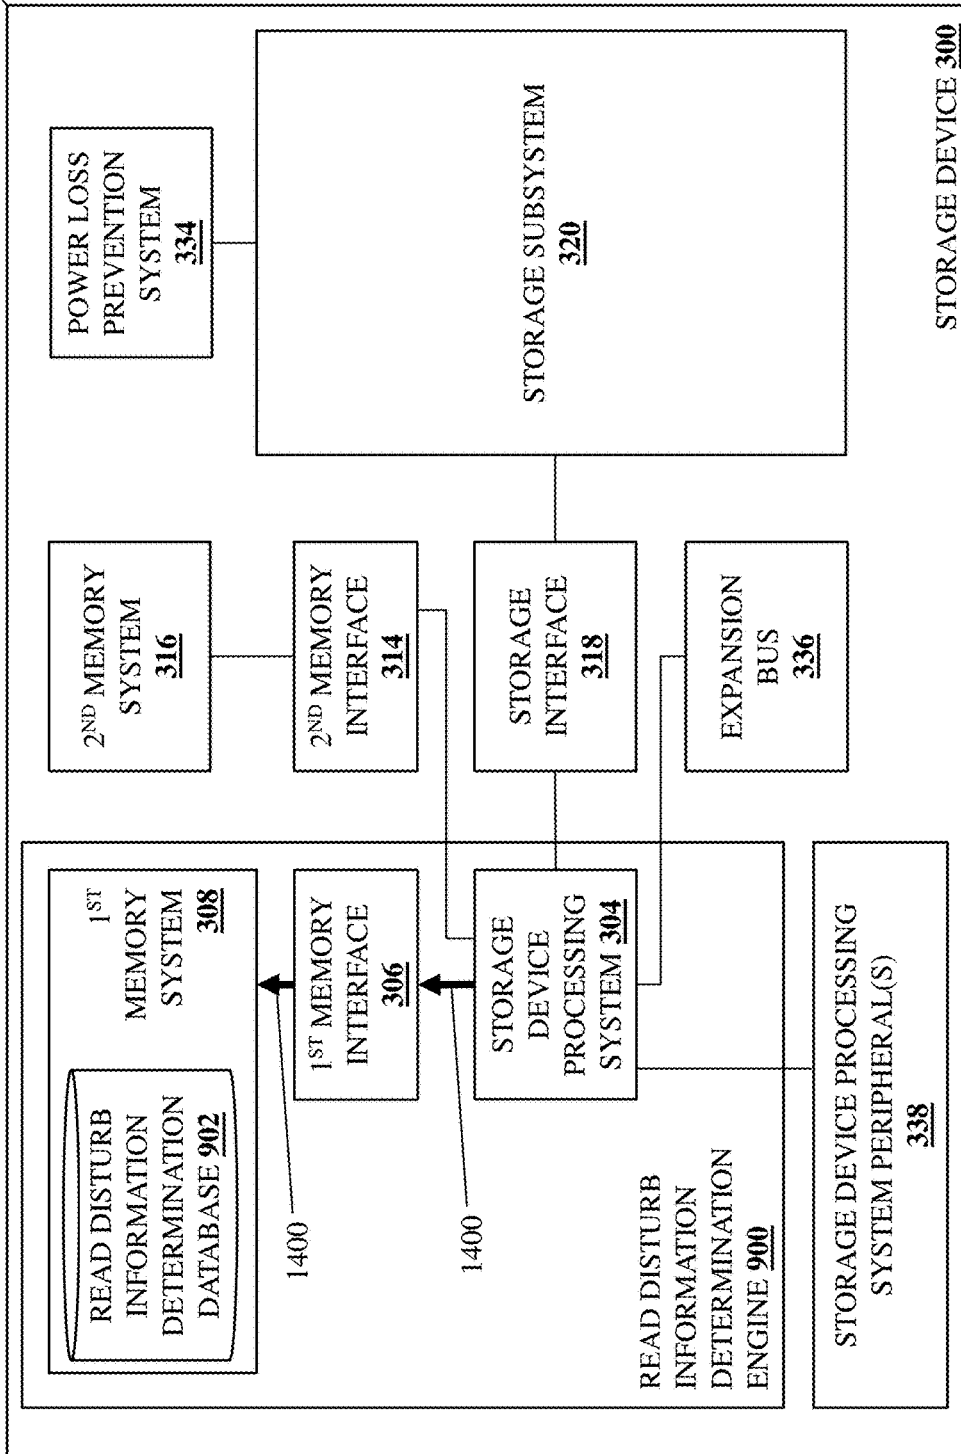 READ DISTURB
INFORMATION
DETERMINATION
DATABASE 902
1ST
MEMORY
SYSTEM
308
2ND MEMORY
SYSTEM
316
POWER LOSS
PREVENTION
SYSTEM
334
1400
1ST MEMORY
INTERFACE
306
2ND MEMORY
INTERFACE
314
1400
STORAGE
DEVICE
PROCESSING
SYSTEM 304
STORAGE
INTERFACE
318
STORAGE SUBSYSTEM
320
READ DISTURB
INFORMATION
DETERMINATION
ENGINE 900
EXPANSION
BUS
336
STORAGE DEVICE PROCESSING
SYSTEM PERIPHERAL(S)
338
STORAGE DEVICE 300